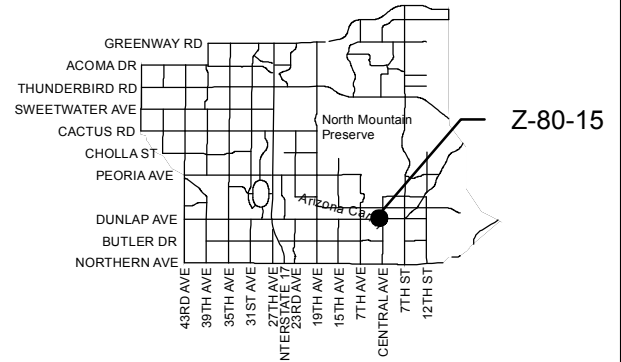 GREENWAY RD
ACOMA DR
THUNDERBIRD RD
SWEETWATER AVE
CACTUS RD
CHOLLA ST
PEORIA AVE
DUNLAP AVE
BUTLER DR
NORTHERN AVE
North Mountain
Preserve
Z-80-15
Arizona Canal
43RD AVE
39TH AVE
35TH AVE
31ST AVE
27TH AVE
INTERSTATE 17
23RD AVE
19TH AVE
15TH AVE
7TH AVE
CENTRAL AVE
7TH ST
12TH ST